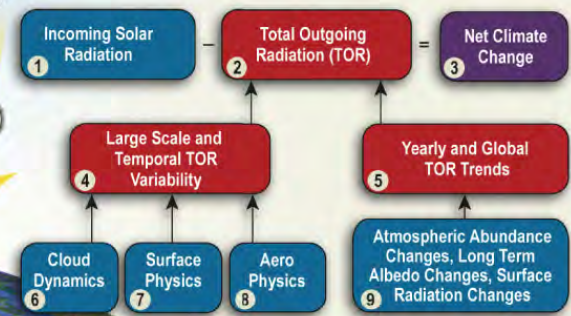 Incoming Solar
Radiation
1
−
Total Outgoing
Radiation (TOR)
2
=
Net Climate
Change
3
Large Scale and
Temporal TOR
Variability
4
Yearly and Global
TOR Trends
5
Cloud
Dynamics
6
Surface
Physics
7
Aero
Physics
8
Atmospheric Abundance
Changes, Long Term
Albedo Changes, Surface
Radiation Changes
9